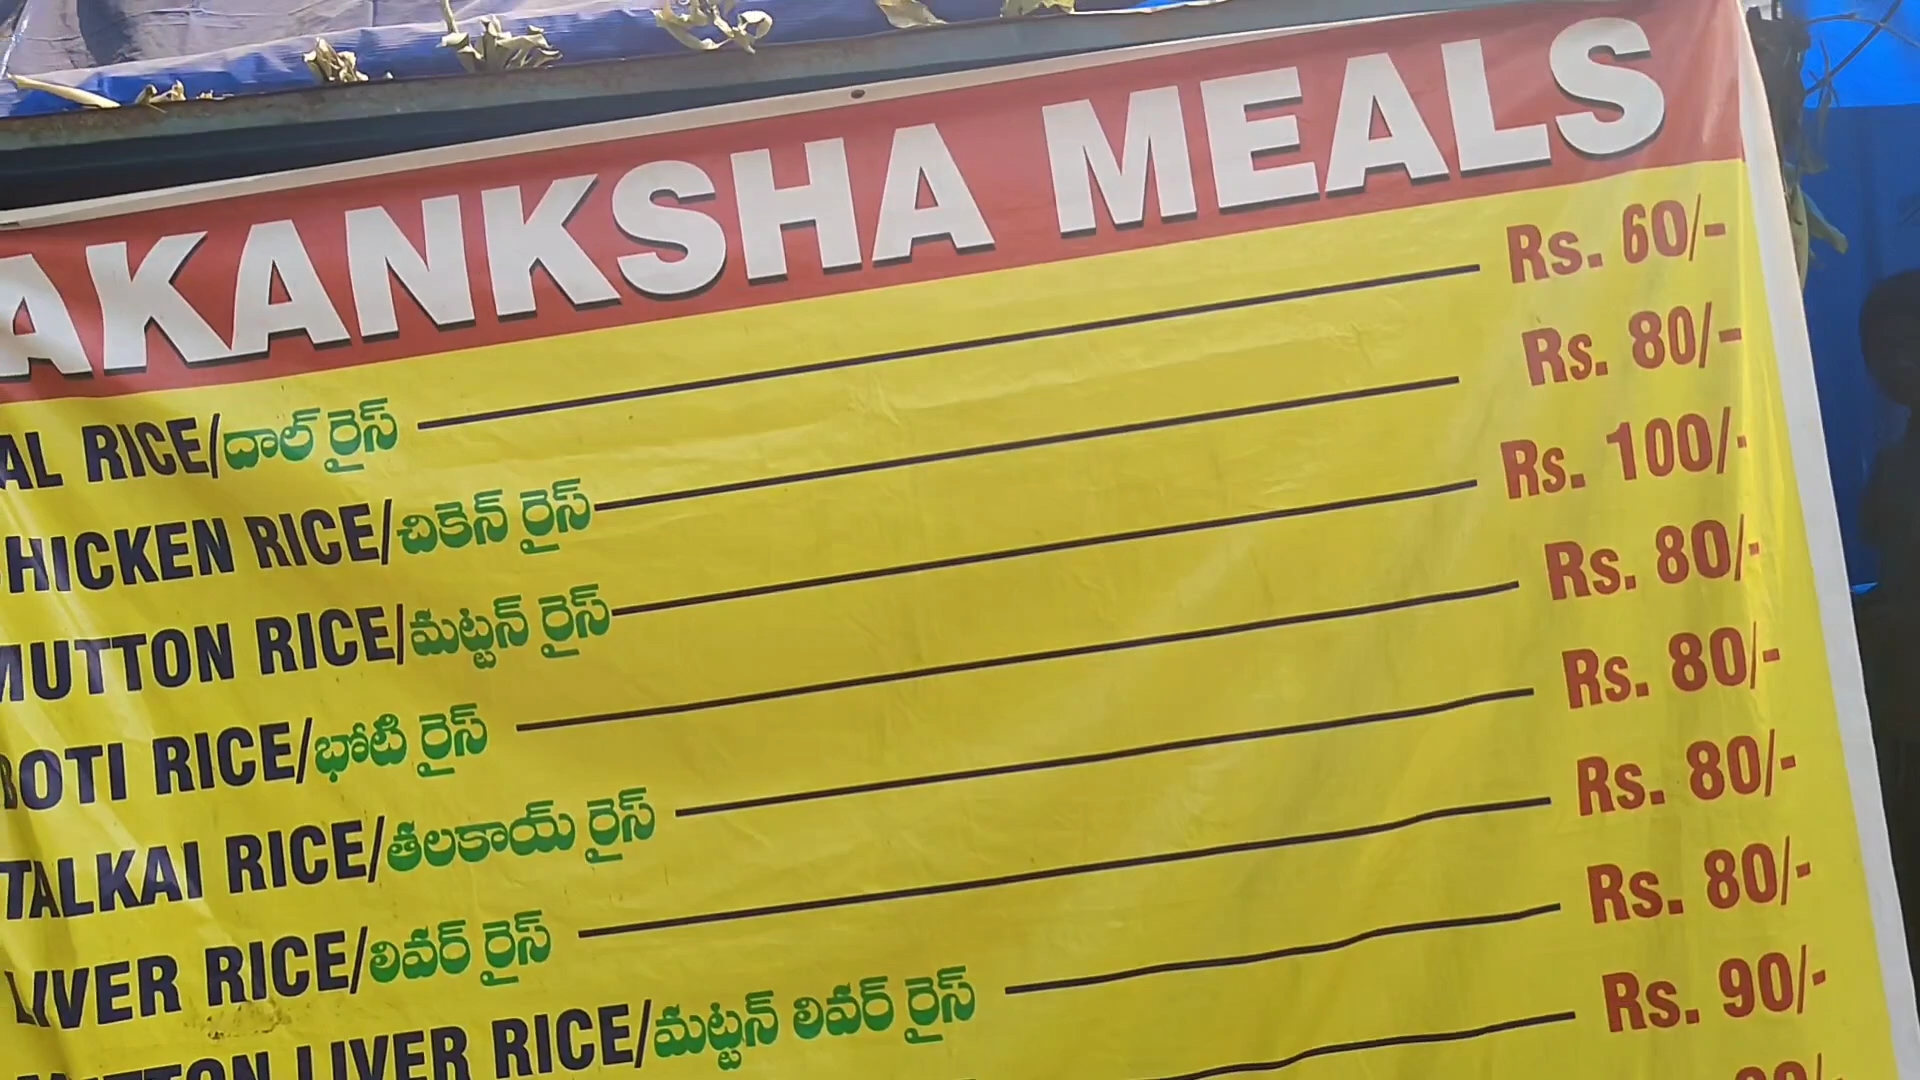 AKANKSHA MEALS
AL RICE/దాల్ రైస్ Rs. 60/-
HICKEN RICE/చికెన్ రైస్ Rs. 80/-
MUTTON RICE/మట్టన్ రైస్ Rs. 100/-
BOTI RICE/భోటి రైస్ Rs. 80/-
TALKAI RICE/తలకాయ్ రైస్ Rs. 80/-
LIVER RICE/లివర్ రైస్ Rs. 80/-
MUTTON LIVER RICE/మట్టన్ లివర్ రైస్ Rs. 80/-
Rs. 90/-